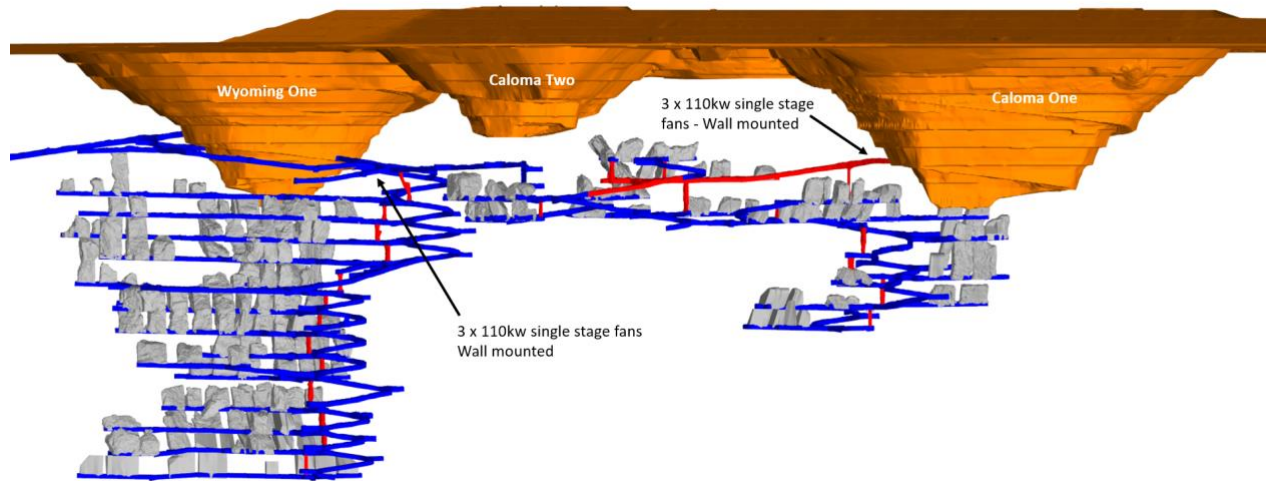 Wyoming One
Caloma Two
3 x 110kw single stage
fans - Wall mounted
Caloma One
3 x 110kw single stage fans
Wall mounted